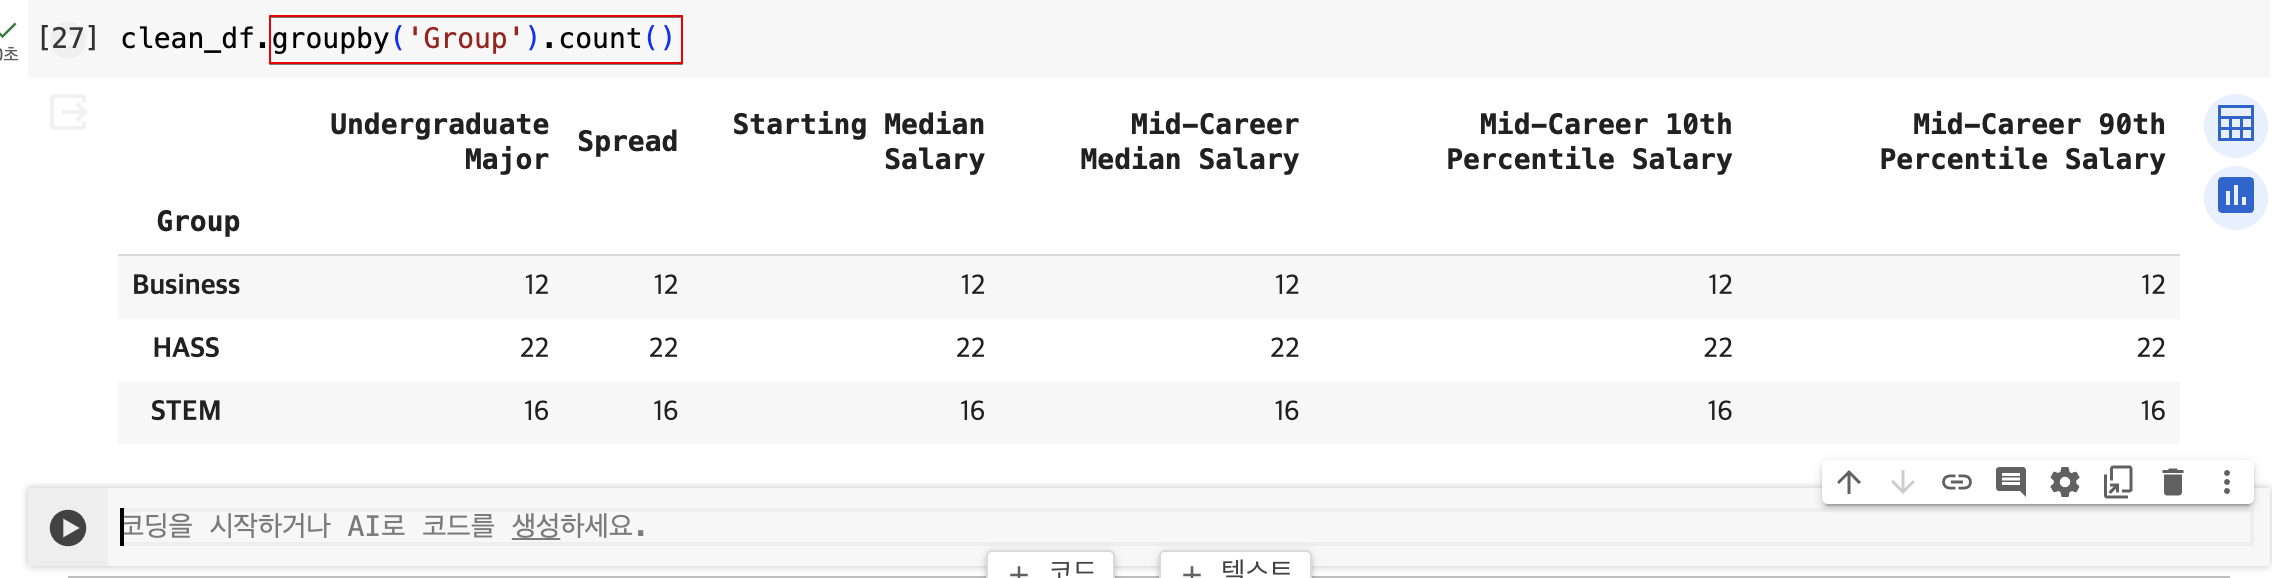 [27] clean_df.groupby('Group').count()
0초
Undergraduate Major Spread Starting Median Salary Mid-Career Median Salary Mid-Career 10th Percentile Salary Mid-Career 90th Percentile Salary
Group
Business 12 12 12 12 12 12
HASS 22 22 22 22 22 22
STEM 16 16 16 16 16 16
코딩을 시작하거나 AI로 코드를 생성하세요.
+ 코드 + 텍스트